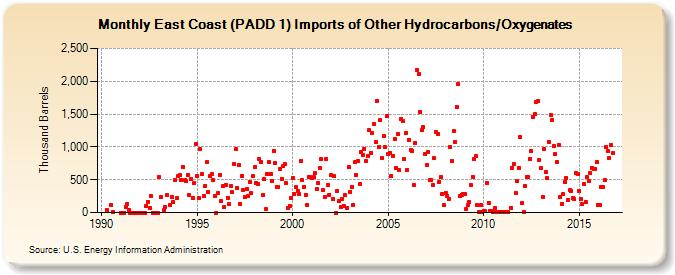 Monthly East Coast (PADD 1) Imports of Other Hydrocarbons/Oxygenates
Thousand Barrels
2,500
2,000
1,500
1,000
500
0
1990 1995 2000 2005 2010 2015
Source: U.S. Energy Information Administration